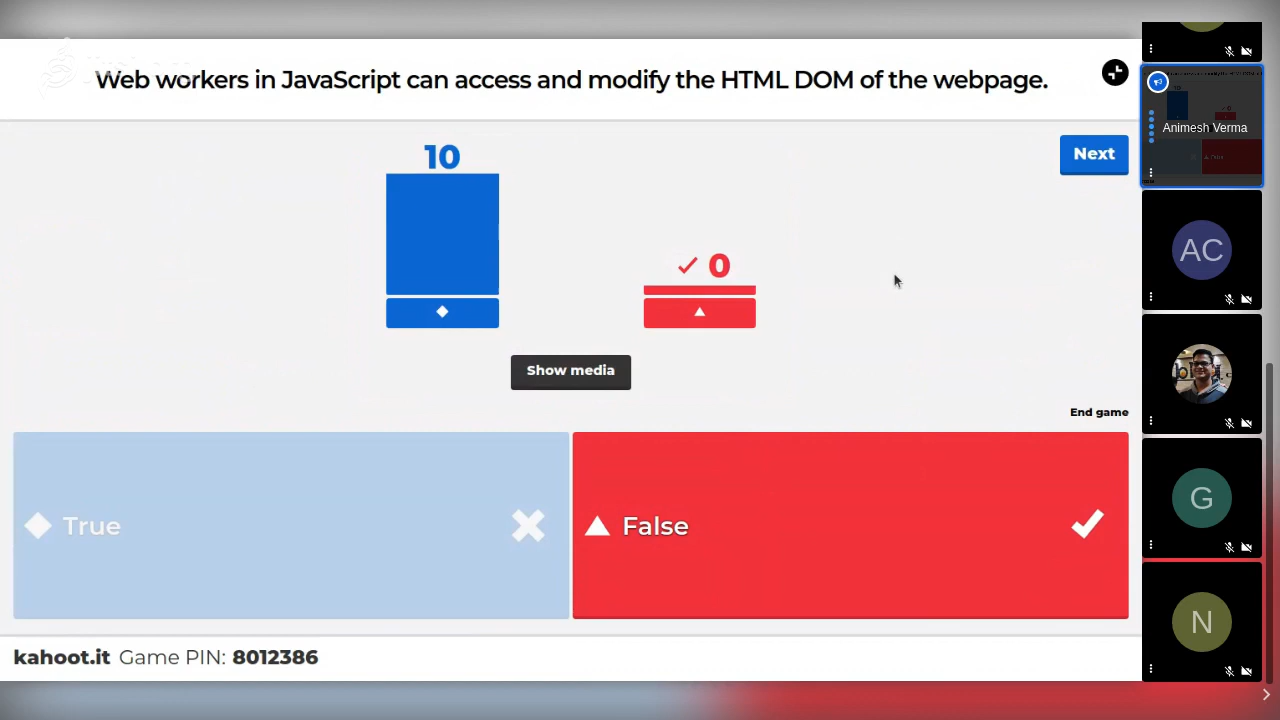 Web workers in JavaScript can access and modify the HTML DOM of the webpage.
10
Next
0
Show media
End game
True
False
kahoot.it Game PIN: 8012386
Animesh Verma
AC
G
N